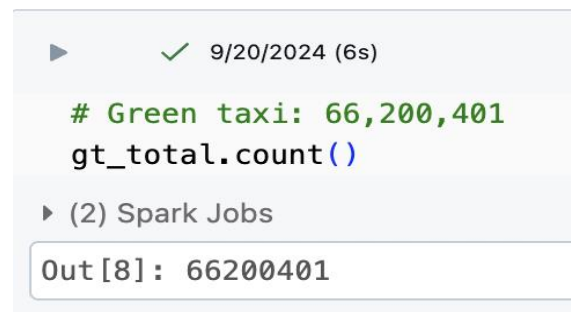 9/20/2024 (6s)
# Green taxi: 66,200,401
gt_total.count()
(2) Spark Jobs
Out[8]: 66200401